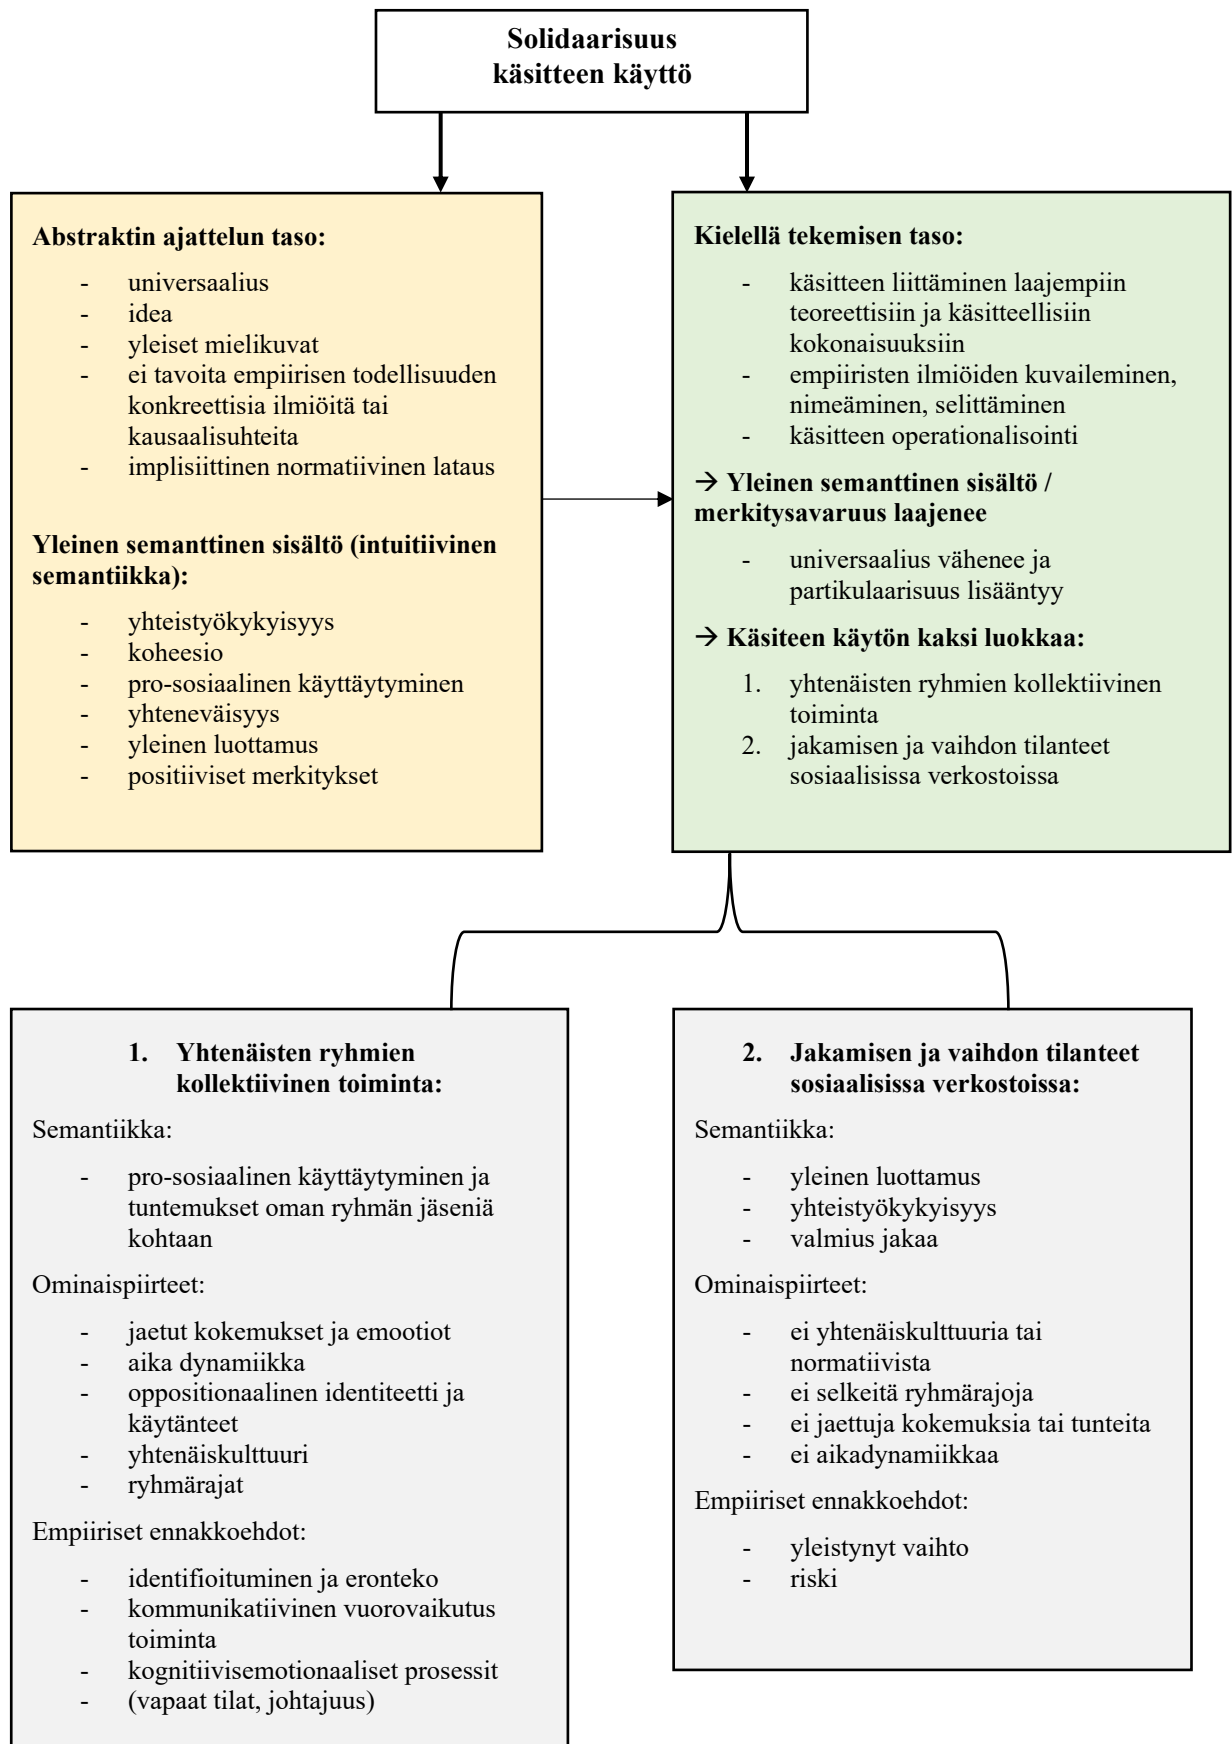 Solidaarisuus
käsitteen käyttö
Abstraktin ajattelun taso:
- universaalius
- idea
- yleiset mielikuvat
- ei tavoita empiirisen todellisuuden
konkreettisia ilmiöitä tai
kausaalisuhteita
- implisiittinen normatiivinen lataus
Yleinen semanttinen sisältö (intuitiivinen
semantiikka):
- yhteistyökykyisyys
- koheesio
- pro-sosiaalinen käyttäytyminen
- yhteneväisyys
- yleinen luottamus
- positiiviset merkitykset
Kielellä tekemisen taso:
- käsitteen liittäminen laajempiin
teoreettisiin ja käsitteellisiin
kokonaisuuksiin
- empiiristen ilmiöiden kuvaileminen,
nimeäminen, selittäminen
- käsitteen operationalisointi
→ Yleinen semanttinen sisältö /
merkitysavaruus laajenee
- universaalius vähenee ja
partikulaarisuus lisääntyy
→ Käsiteen käytön kaksi luokkaa:
1. yhtenäisten ryhmien kollektiivinen
toiminta
2. jakamisen ja vaihdon tilanteet
sosiaalisissa verkostoissa
1. Yhtenäisten ryhmien
kollektiivinen toiminta:
Semantiikka:
- pro-sosiaalinen käyttäytyminen ja
tuntemukset oman ryhmän jäseniä
kohtaan
Ominaispiirteet:
- jaetut kokemukset ja emootiot
- aika dynamiikka
- oppositionaalinen identiteetti ja
käytänteet
- yhtenäiskulttuuri
- ryhmärajat
Empiiriset ennakkoehdot:
- identifioituminen ja eronteko
- kommunikatiivinen vuorovaikutus
toiminta
- kognitiivisemotionaaliset prosessit
- (vapaat tilat, johtajuus)
2. Jakamisen ja vaihdon tilanteet
sosiaalisissa verkostoissa:
Semantiikka:
- yleinen luottamus
- yhteistyökykyisyys
- valmius jakaa
Ominaispiirteet:
- ei yhtenäiskulttuuria tai
normatiivista
- ei selkeitä ryhmärajoja
- ei jaettuja kokemuksia tai tunteita
- ei aikadynamiikkaa
Empiiriset ennakkoehdot:
- yleistynyt vaihto
- riski